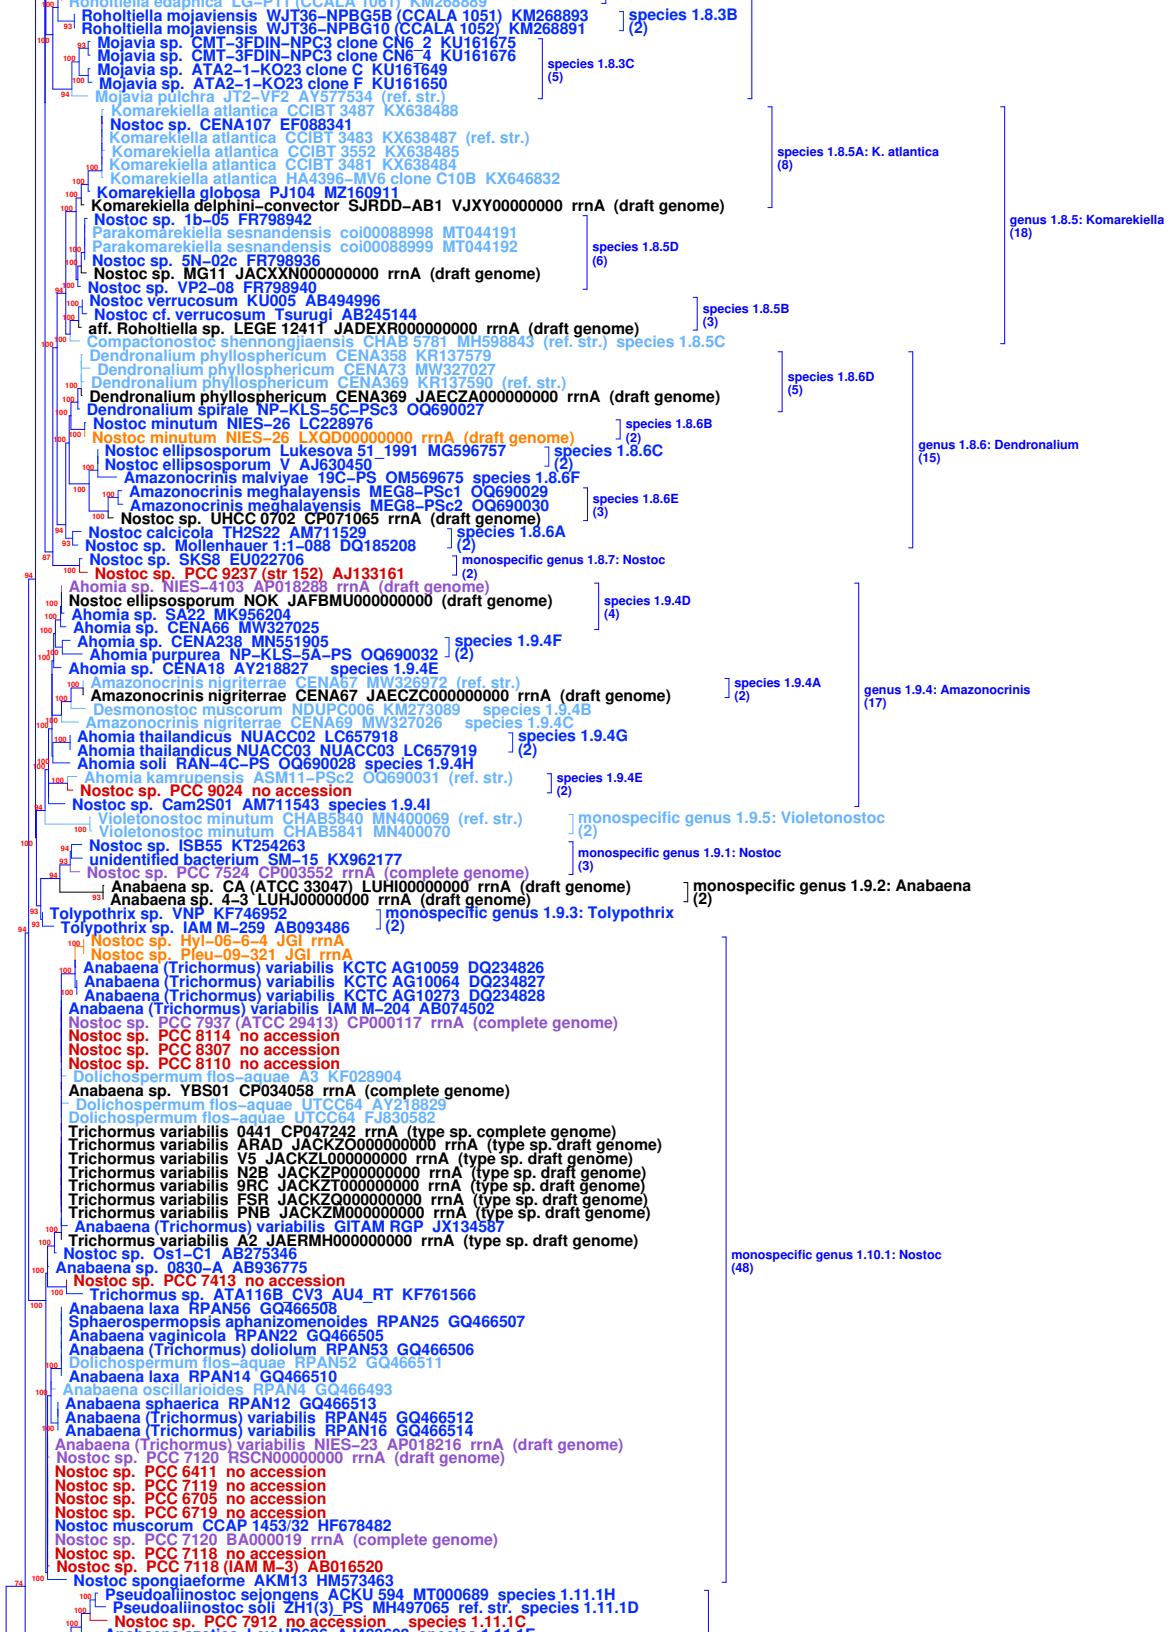 Roholtiella edaphica LG-P11 (CCALA 1061) KM268889
Roholtiella mojaviensis WJT36-NPBG5B (CCALA 1051) KM268893
Roholtiella mojaviensis WJT36-NPBG10 (CCALA 1052) KM268891
species 1.8.3B
(2)
Mojavia sp. CMT-3FDIN-NPC3 clone CN6_2 KU161675
Mojavia sp. CMT-3FDIN-NPC3 clone CN6_4 KU161676
Mojavia sp. ATA2-1-KO23 clone C KU161649
Mojavia sp. ATA2-1-KO23 clone F KU161650
Mojavia pulchra JT2-VF2 AY577534 (ref. str.)
species 1.8.3C
(5)
Komarekiella atlantica CCIBT 3487 KX638488
Nostoc sp. CENA107 EF088341
Komarekiella atlantica CCIBT 3483 KX638487 (ref. str.)
Komarekiella atlantica CCIBT 3552 KX638485
Komarekiella atlantica CCIBT 3481 KX638484
Komarekiella atlantica HA4396-MV6 clone C10B KX646832
Komarekiella globosa PJ104 MZ160911
Komarekiella delphini-convector SJRDD-AB1 VJXY00000000 rrnA (draft genome)
species 1.8.5A: K. atlantica
(8)
Nostoc sp. 1b-05 FR798942
Parakomarekiella sesnandensis coi00088998 MT044191
Parakomarekiella sesnandensis coi00088999 MT044192
Nostoc sp. 5N-02c FR798936
Nostoc sp. MG11 JACXXN000000000 rrnA (draft genome)
Nostoc sp. VP2-08 FR798940
species 1.8.5D
(6)
Nostoc verrucosum KU005 AB494996
Nostoc cf. verrucosum Tsurugi AB245144
aff. Roholtiella sp. LEGE 12411 JADEXR000000000 rrnA (draft genome)
species 1.8.5B
(3)
Compactonostoc shennongjiaensis CHAB 5781 MH598843 (ref. str.) species 1.8.5C
genus 1.8.5: Komarekiella
(18)
Dendronalium phyllosphericum CENA358 KR137579
Dendronalium phyllosphericum CENA73 MW327027
Dendronalium phyllosphericum CENA369 KR137590 (ref. str.)
Dendronalium phyllosphericum CENA369 JAECZA000000000 rrnA (draft genome)
Dendronalium spirale NP-KLS-5C-PSc3 OQ690027
species 1.8.6D
(5)
Nostoc minutum NIES-26 LC228976
Nostoc minutum NIES-26 LXQD00000000 rrnA (draft genome)
species 1.8.6B
(2)
Nostoc ellipsosporum Lukesova 51_1991 MG596757
Nostoc ellipsosporum V AJ630450
species 1.8.6C
(2)
Amazonocrinis malviyae 19C-PS OM569675 species 1.8.6F
Amazonocrinis meghalayensis MEG8-PSc1 OQ690029
Amazonocrinis meghalayensis MEG8-PSc2 OQ690030
Nostoc sp. UHCC 0702 CP071065 rrnA (draft genome)
species 1.8.6E
(3)
Nostoc calcicola TH2S22 AM711529
Nostoc sp. Mollenhauer 1:1-088 DQ185208
species 1.8.6A
(2)
genus 1.8.6: Dendronalium
(15)
Nostoc sp. SKS8 EU022706
Nostoc sp. PCC 9237 (str 152) AJ133161
monospecific genus 1.8.7: Nostoc
(2)
Ahomia sp. NIES-4103 AP018288 rrnA (draft genome)
Nostoc ellipsosporum NOK JAFBMU000000000 (draft genome)
Ahomia sp. SA22 MK956204
Ahomia sp. CENA66 MW327025
species 1.9.4D
(4)
Ahomia sp. CENA238 MN551905
Ahomia purpurea NP-KLS-5A-PS OQ690032
species 1.9.4F
(2)
Ahomia sp. CENA18 AY218827 species 1.9.4E
Amazonocrinis nigriterrae CENA67 MW326972 (ref. str.)
Amazonocrinis nigriterrae CENA67 JAECZC000000000 rrnA (draft genome)
species 1.9.4A
(2)
Desmonostoc muscorum NDUPC006 KM273089 species 1.9.4B
Amazonocrinis nigriterrae CENA69 MW327026 species 1.9.4C
Ahomia thailandicus NUACC02 LC657918
Ahomia thailandicus NUACC03 NUACC03 LC657919
species 1.9.4G
(2)
Ahomia soli RAN-4C-PS OQ690028 species 1.9.4H
Ahomia kamrupensis ASM11-PSc2 OQ690031 (ref. str.)
Nostoc sp. PCC 9024 no accession
species 1.9.4E
(2)
Nostoc sp. Cam2S01 AM711543 species 1.9.4I
genus 1.9.4: Amazonocrinis
(17)
Violetonostoc minutum CHAB5840 MN400069 (ref. str.)
Violetonostoc minutum CHAB5841 MN400070
monospecific genus 1.9.5: Violetonostoc
(2)
Nostoc sp. ISB55 KT254263
unidentified bacterium SM-15 KX962177
Nostoc sp. PCC 7524 CP003552 rrnA (complete genome)
monospecific genus 1.9.1: Nostoc
(3)
Anabaena sp. CA (ATCC 33047) LUHI00000000 rrnA (draft genome)
Anabaena sp. 4-3 LUHJ00000000 rrnA (draft genome)
monospecific genus 1.9.2: Anabaena
(2)
Tolypothrix sp. VNP KF746952
Tolypothrix sp. IAM M-259 AB093486
monospecific genus 1.9.3: Tolypothrix
(2)
Nostoc sp. Hyl-06-6-4 JGI rrnA
Nostoc sp. Pleu-09-321 JGI rrnA
Anabaena (Trichormus) variabilis KCTC AG10059 DQ234826
Anabaena (Trichormus) variabilis KCTC AG10064 DQ234827
Anabaena (Trichormus) variabilis KCTC AG10273 DQ234828
Anabaena (Trichormus) variabilis IAM M-204 AB074502
Nostoc sp. PCC 7937 (ATCC 29413) CP000117 rrnA (complete genome)
Nostoc sp. PCC 8114 no accession
Nostoc sp. PCC 8307 no accession
Nostoc sp. PCC 8110 no accession
Dolichospermum flos-aquae A3 KF028904
Anabaena sp. YBS01 CP034058 rrnA (complete genome)
Dolichospermum flos-aquae UTCC64 AY218829
Dolichospermum flos-aquae UTCC64 FJ830582
Trichormus variabilis 0441 CP047242 rrnA (type sp. complete genome)
Trichormus variabilis ARAD JACKZO000000000 rrnA (type sp. draft genome)
Trichormus variabilis V5 JACKZL000000000 rrnA (type sp. draft genome)
Trichormus variabilis N2B JACKZP000000000 rrnA (type sp. draft genome)
Trichormus variabilis 9RC JACKZT000000000 rrnA (type sp. draft genome)
Trichormus variabilis FSR JACKZQ000000000 rrnA (type sp. draft genome)
Trichormus variabilis PNB JACKZM000000000 rrnA (type sp. draft genome)
Anabaena (Trichormus) variabilis GITAM RGP JX134587
Trichormus variabilis A2 JAERMH000000000 rrnA (type sp. draft genome)
Nostoc sp. Os1-C1 AB275346
Anabaena sp. 0830-A AB936775
Nostoc sp. PCC 7413 no accession
Trichormus sp. ATA116B_CV3_AU4_RT KF761566
Anabaena laxa RPAN56 GQ466508
Sphaerospermopsis aphanizomenoides RPAN25 GQ466507
Anabaena vaginicola RPAN22 GQ466505
Anabaena (Trichormus) doliolum RPAN53 GQ466506
Dolichospermum flos-aquae RPAN52 GQ466511
Anabaena laxa RPAN14 GQ466510
Anabaena oscillarioides RPAN4 GQ466493
Anabaena sphaerica RPAN12 GQ466513
Anabaena (Trichormus) variabilis RPAN45 GQ466512
Anabaena (Trichormus) variabilis RPAN16 GQ466514
Anabaena (Trichormus) variabilis NIES-23 AP018216 rrnA (draft genome)
Nostoc sp. PCC 7120 RSCN00000000 rrnA (draft genome)
Nostoc sp. PCC 6411 no accession
Nostoc sp. PCC 7119 no accession
Nostoc sp. PCC 6705 no accession
Nostoc sp. PCC 6719 no accession
Nostoc muscorum CCAP 1453/32 HF678482
Nostoc sp. PCC 7120 BA000019 rrnA (complete genome)
Nostoc sp. PCC 7118 no accession
Nostoc sp. PCC 7118 (IAM M-3) AB016520
Nostoc spongiaeforme AKM13 HM573463
monospecific genus 1.10.1: Nostoc
(48)
Pseudoaliinostoc sejongens ACKU 594 MT000689 species 1.11.1H
Pseudoaliinostoc soli ZH1(3)_PS MH497065 ref. str. species 1.11.1D
Nostoc sp. PCC 7912 no accession species 1.11.1C